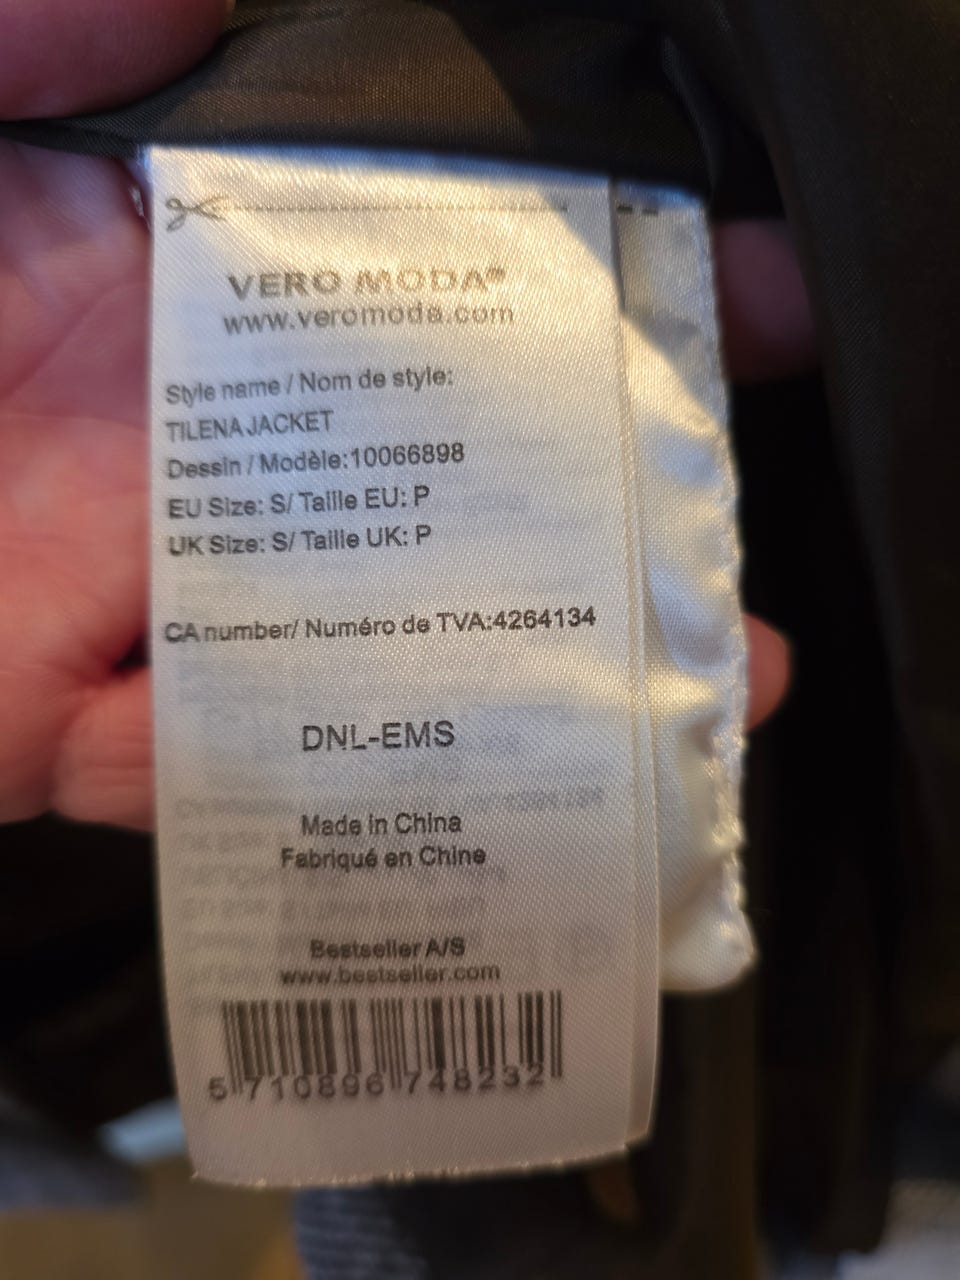 VERO MODA®
www.veromoda.com
Style name / Nom de style:
TILENA JACKET
Dessin / Modèle:10066898
EU Size: S/ Taille EU: P
UK Size: S/ Taille UK: P
CA number/ Numéro de TVA:4264134
DNL-EMS
Made in China
Fabriqué en Chine
Bestseller A/S
www.bestseller.com
5 710896 748232